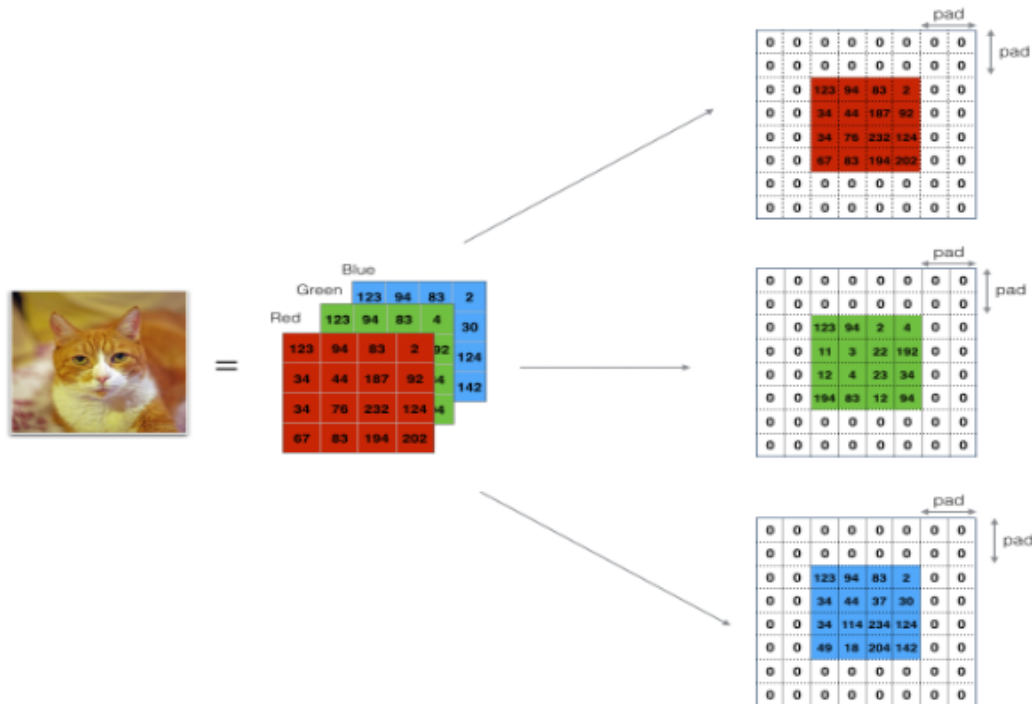 pad
0 0 0 0 0 0 0 0
pad
0 0 0 0 0 0 0 0
0 0 123 94 83 2 0 0
0 0 34 44 187 92 0 0
0 0 34 76 232 124 0 0
0 0 67 83 194 202 0 0
0 0 0 0 0 0 0 0
0 0 0 0 0 0 0 0
Blue
123 94 83 2
30
124
142
Green
123 94 83 4
92
34
94
Red
123 94 83 2
34 44 187 92
34 76 232 124
67 83 194 202
=
pad
0 0 0 0 0 0 0 0
pad
0 0 0 0 0 0 0 0
0 0 123 94 2 4 0 0
0 0 11 3 22 192 0 0
0 0 12 4 23 34 0 0
0 0 194 83 12 94 0 0
0 0 0 0 0 0 0 0
0 0 0 0 0 0 0 0
pad
0 0 0 0 0 0 0 0
pad
0 0 0 0 0 0 0 0
0 0 123 94 83 2 0 0
0 0 34 44 37 30 0 0
0 0 34 114 234 124 0 0
0 0 49 18 204 142 0 0
0 0 0 0 0 0 0 0
0 0 0 0 0 0 0 0